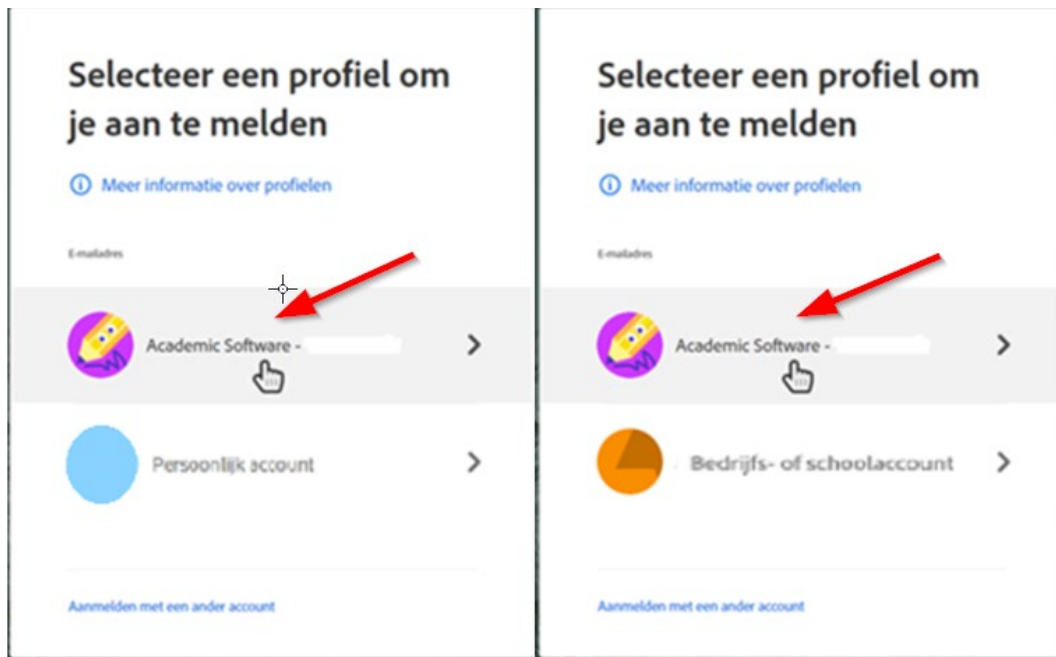 Selecteer een profiel om
je aan te melden
Meer informatie over profielen
E-mailadres
Academic Software -
Persoonlijk account
Aanmelden met een ander account
Selecteer een profiel om
je aan te melden
Meer informatie over profielen
E-mailadres
Academic Software -
Bedrijfs- of schoolaccount
Aanmelden met een ander account